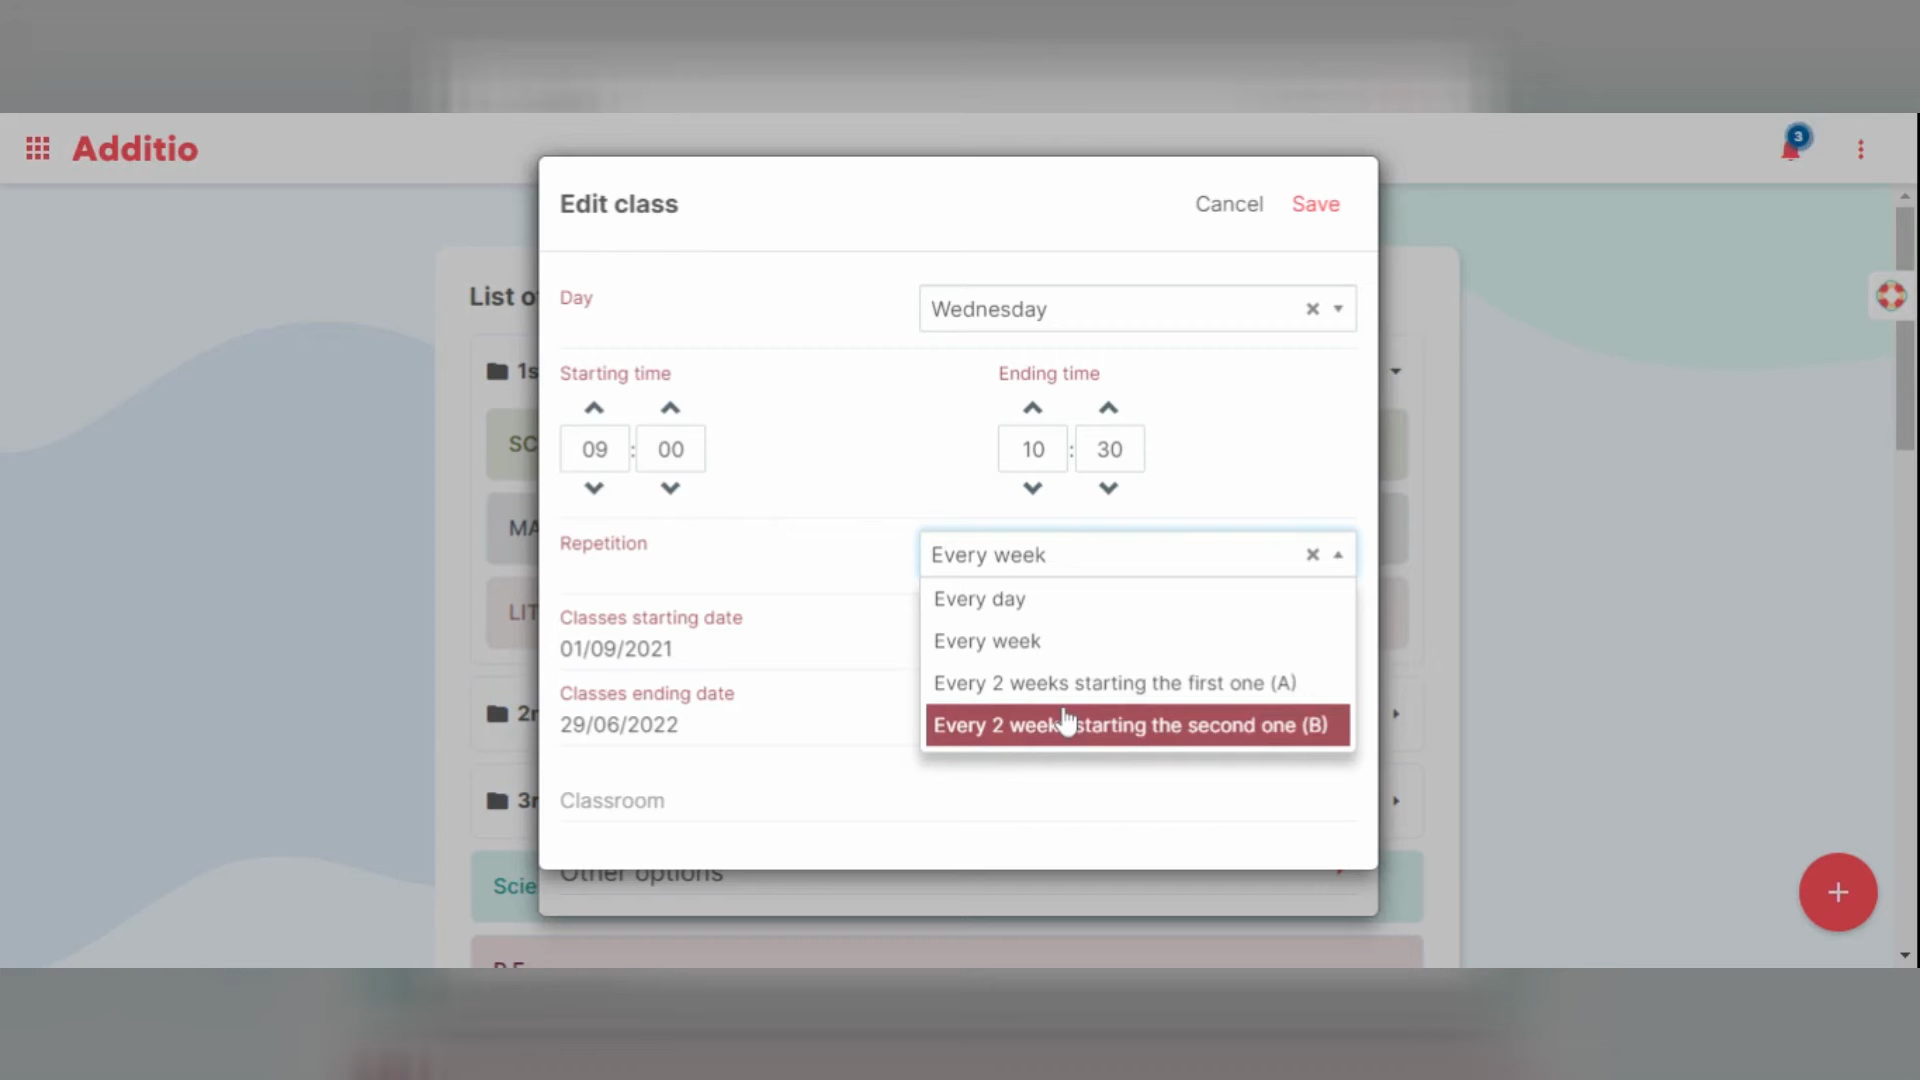 Additio
3
Edit class
Cancel
Save
List o
Day
Wednesday
1s
Starting time
Ending time
SC
09 : 00
10 : 30
MA
Repetition
Every week
Every day
LIT
Classes starting date
01/09/2021
Every week
Every 2 weeks starting the first one (A)
2n
Classes ending date
29/06/2022
Every 2 weeks starting the second one (B)
3r
Classroom
Other options
Scie